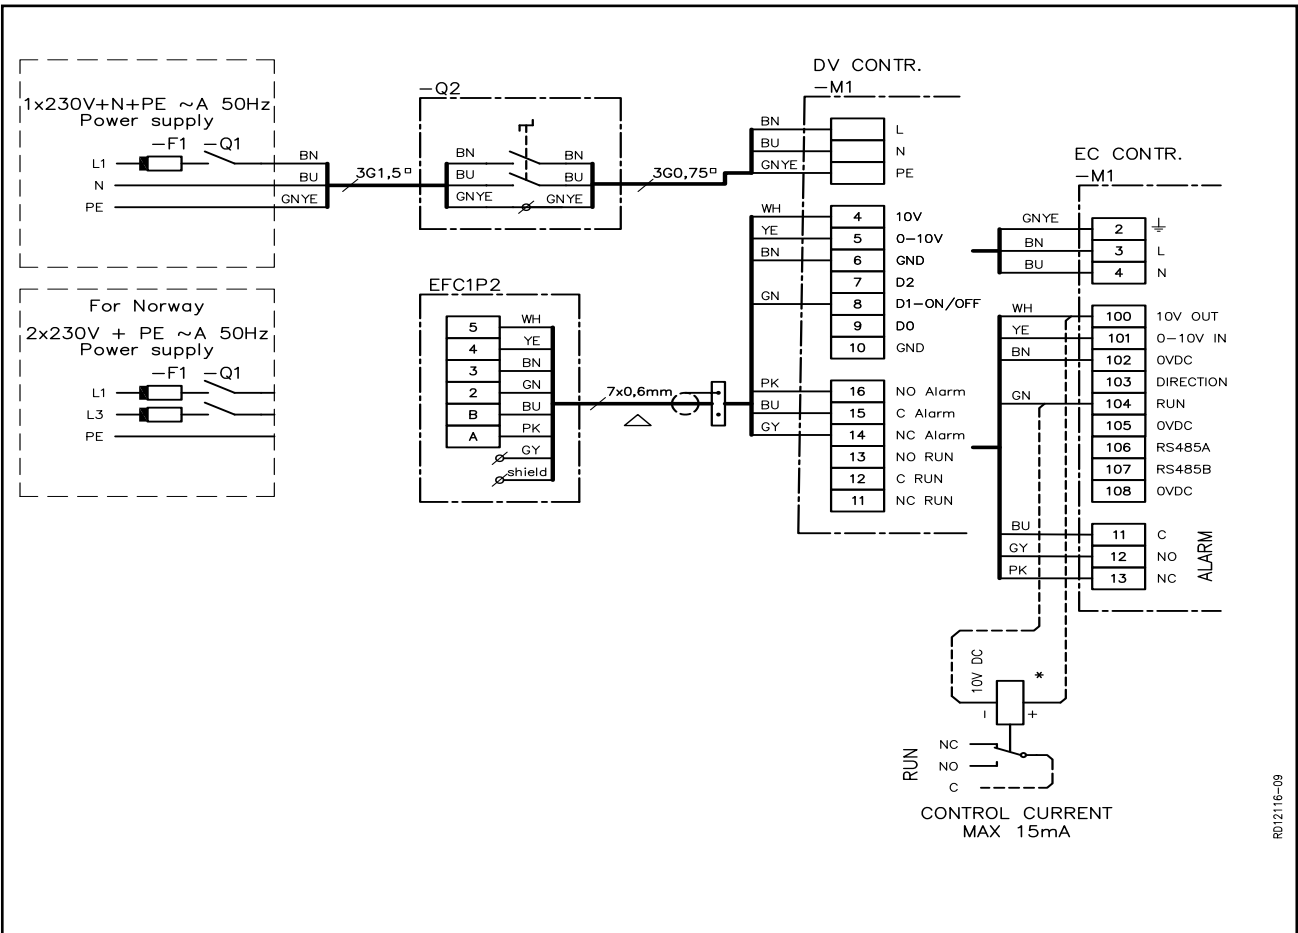 1x230V+N+PE ~A 50Hz
Power supply
-F1 -Q1
L1
N
PE
BN
BU
GNYE
3G1,5
-Q2
BN
BU
GNYE
BN
BU
GNYE
3G0,75
For Norway
2x230V + PE ~A 50Hz
Power supply
-F1 -Q1
L1
L3
PE
EFC1P2
5 WH
4 YE
3 BN
2 GN
B BU
A PK
GY
shield
7x0,6mm
DV CONTR.
-M1
BN L
BU N
GNYE PE
WH 4 10V
YE 5 0-10V
BN 6 GND
7 D2
GN 8 D1-ON/OFF
9 D0
10 GND
PK 16 NO Alarm
BU 15 C Alarm
GY 14 NC Alarm
13 NO RUN
12 C RUN
11 NC RUN
EC CONTR.
-M1
GNYE 2
BN 3 L
BU 4 N
WH 100 10V OUT
YE 101 0-10V IN
BN 102 0VDC
103 DIRECTION
GN 104 RUN
105 0VDC
106 RS485A
107 RS485B
108 0VDC
BU 11 C
GY 12 NO
PK 13 NC
ALARM
10V DC
*
- +
RUN
NC
NO
C
CONTROL CURRENT
MAX 15mA
RD12116-09